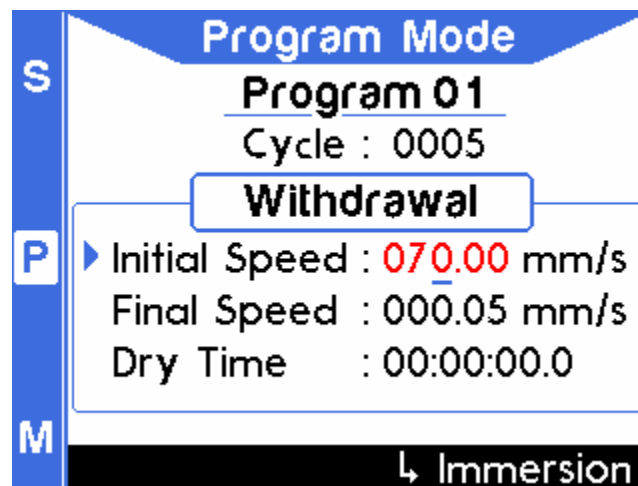 Program Mode
S
Program 01
Cycle : 0005
Withdrawal
P
Initial Speed : 070.00 mm/s
Final Speed : 000.05 mm/s
Dry Time : 00:00:00.0
M
↳ Immersion